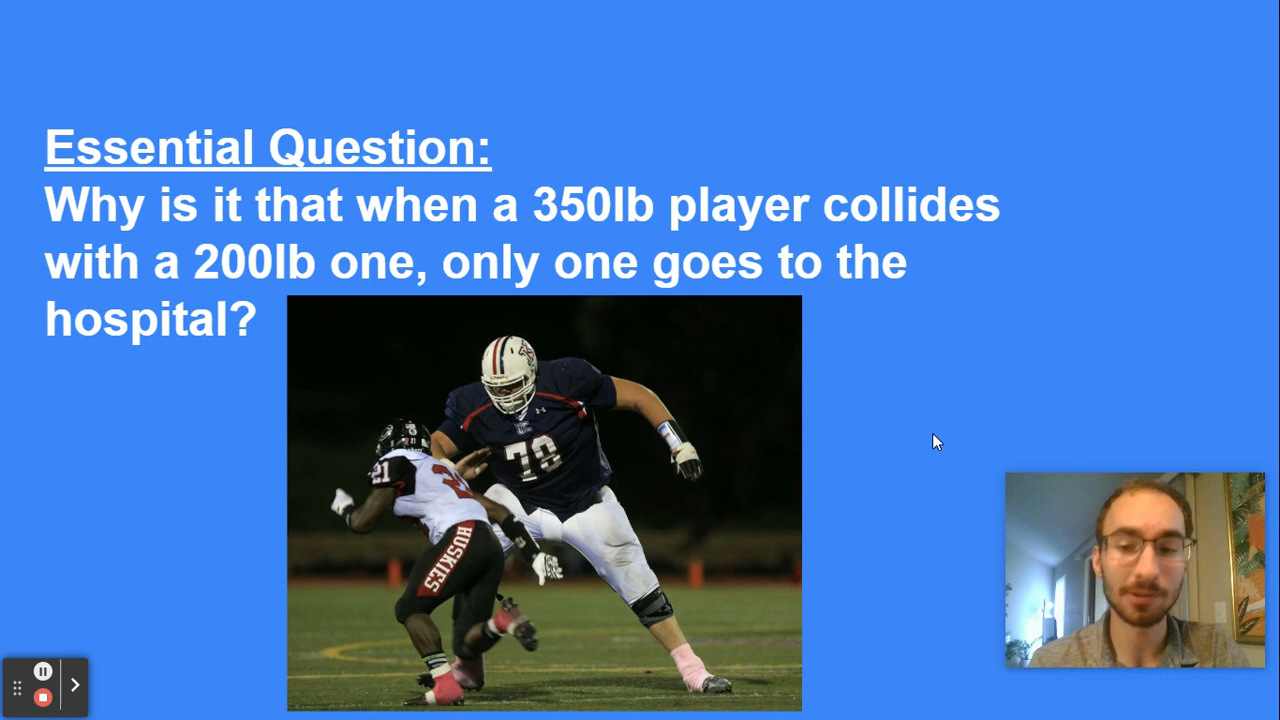 Essential Question:
Why is it that when a 350lb player collides
with a 200lb one, only one goes to the
hospital?
79
21
HUSKIES